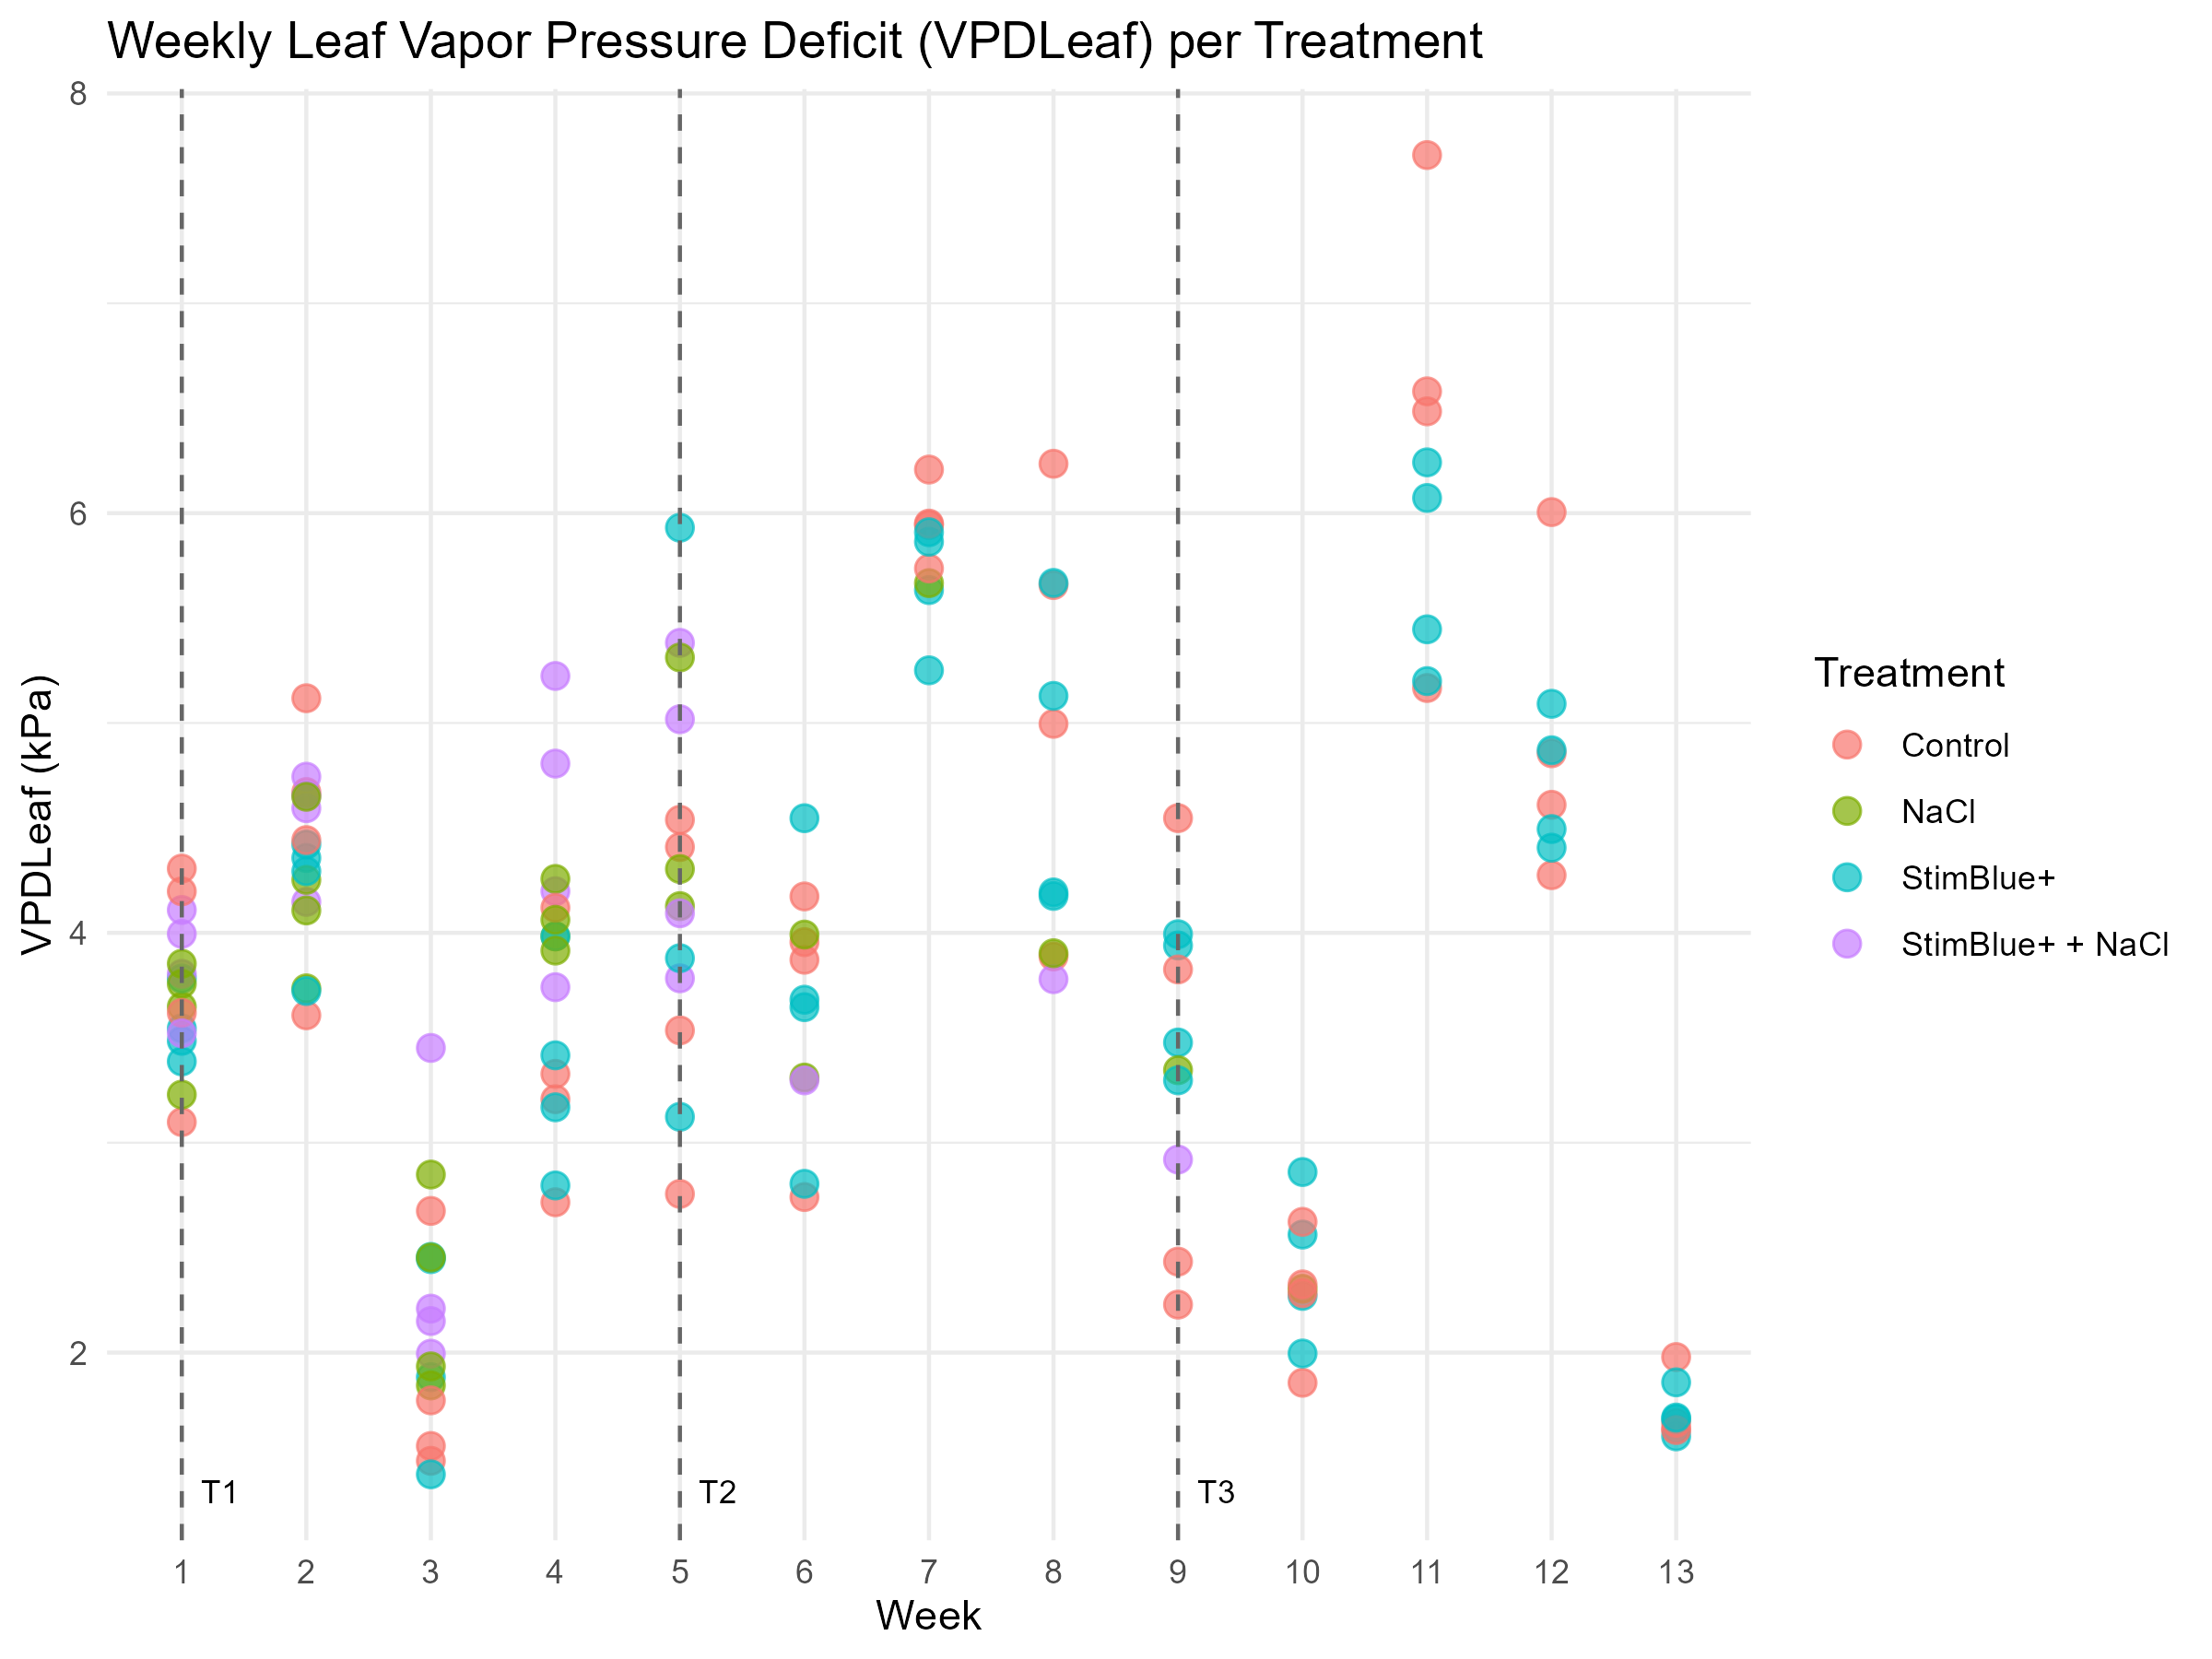 Weekly Leaf Vapor Pressure Deficit (VPDLeaf) per Treatment
8
6
4
2
VPDLeaf (kPa)
T1
T2
T3
1 2 3 4 5 6 7 8 9 10 11 12 13
Week
Treatment
Control
NaCl
StimBlue+
StimBlue+ + NaCl